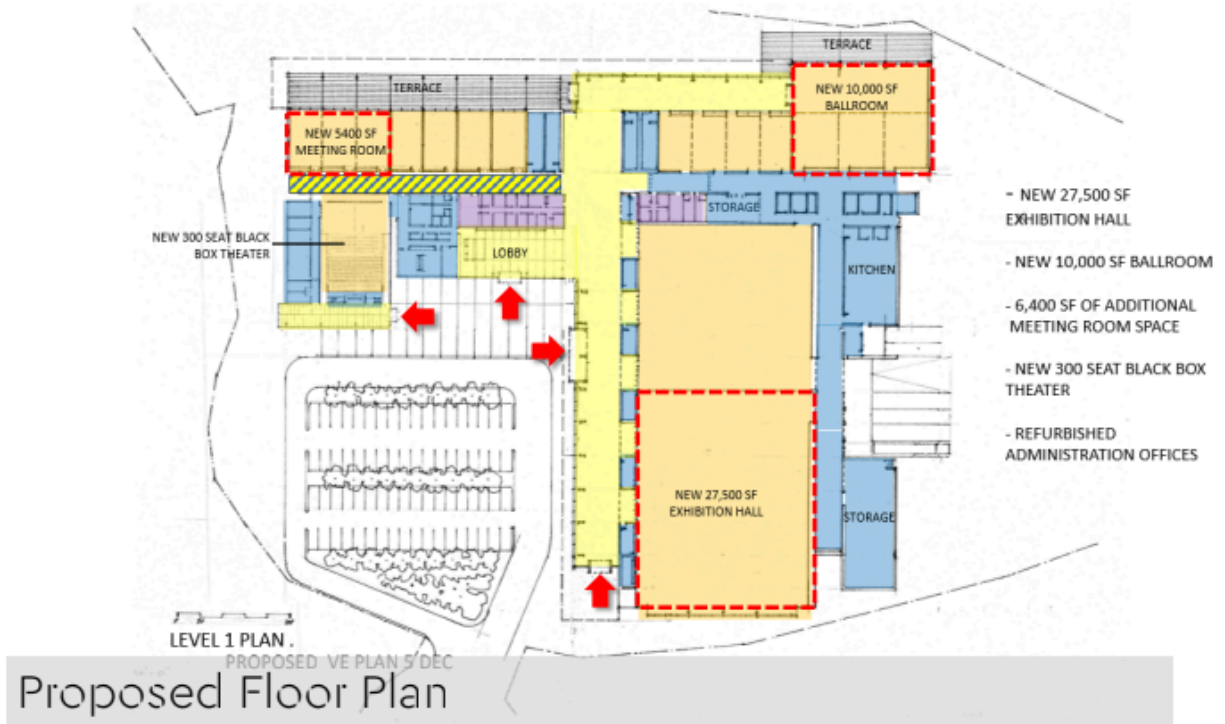 TERRACE
TERRACE
NEW 10,000 SF
BALLROOM
NEW 5400 SF
MEETING ROOM
STORAGE
NEW 300 SEAT BLACK
BOX THEATER
LOBBY
KITCHEN
- NEW 27,500 SF
EXHIBITION HALL
- NEW 10,000 SF BALLROOM
- 6,400 SF OF ADDITIONAL
MEETING ROOM SPACE
- NEW 300 SEAT BLACK BOX
THEATER
- REFURBISHED
ADMINISTRATION OFFICES
NEW 27,500 SF
EXHIBITION HALL
STORAGE
LEVEL 1 PLAN .
PROPOSED VE PLAN 5 DEC
Proposed Floor Plan